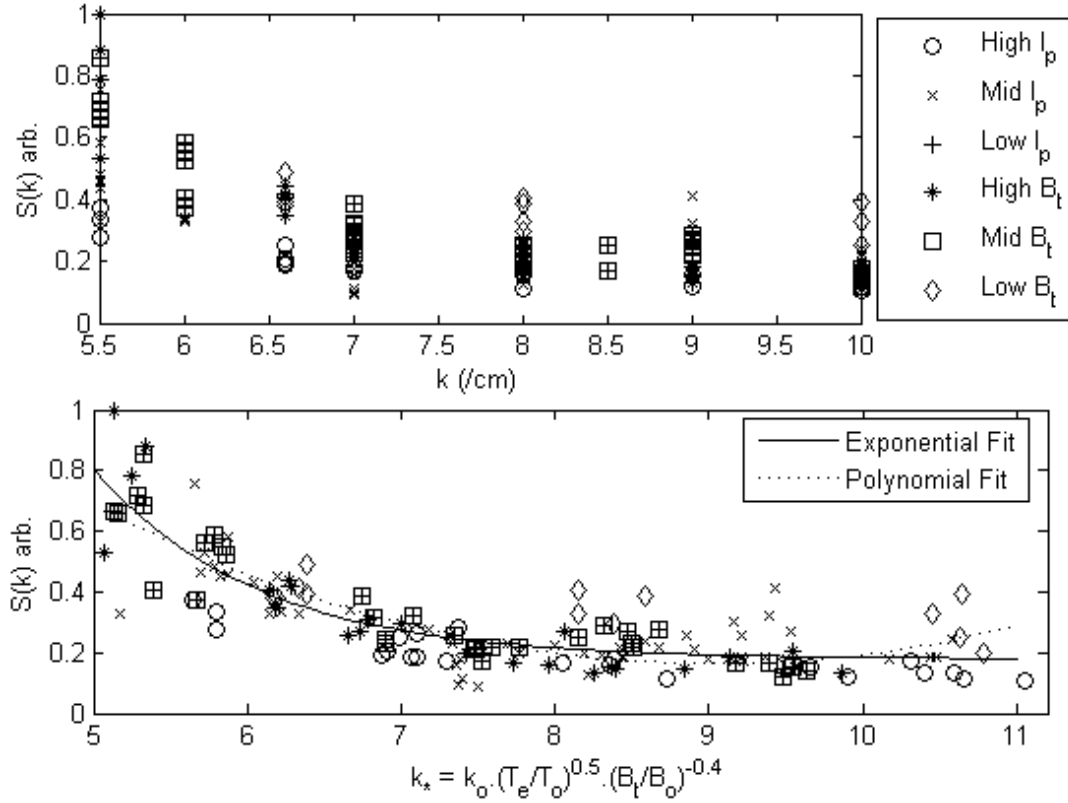 1
0.8
0.6
0.4
0.2
0
S(k) arb.
5.5 6 6.5 7 7.5 8 8.5 9 9.5 10
k (/cm)
High I_p
Mid I_p
Low I_p
High B_t
Mid B_t
Low B_t
1
0.8
0.6
0.4
0.2
0
S(k) arb.
5 6 7 8 9 10 11
Exponential Fit
Polynomial Fit
k_* = k_o.(T_e/T_o)^0.5.(B_t/B_o)^-0.4